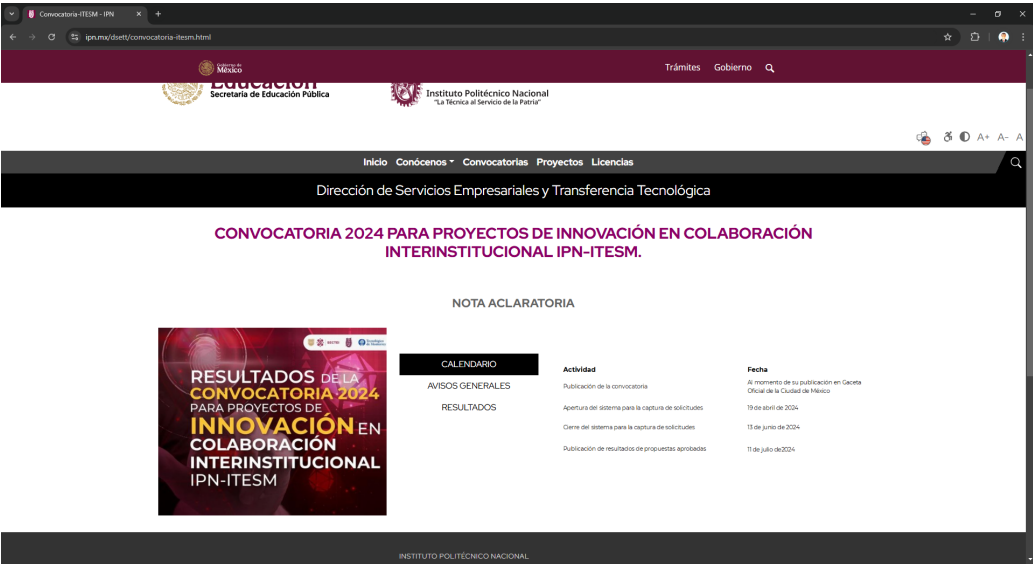 Convocatoria-ITESM - IPN
ipn.mx/dsett/convocatoria-itesm.html
Gobierno de
México
Trámites Gobierno
Educación
Secretaría de Educación Pública
Instituto Politécnico Nacional
"La Técnica al Servicio de la Patria"
A+ A- A
Inicio Conócenos Convocatorias Proyectos Licencias
Dirección de Servicios Empresariales y Transferencia Tecnológica
CONVOCATORIA 2024 PARA PROYECTOS DE INNOVACIÓN EN COLABORACIÓN
INTERINSTITUCIONAL IPN-ITESM.
NOTA ACLARATORIA
RESULTADOS DE LA
CONVOCATORIA 2024
PARA PROYECTOS DE
INNOVACIÓN EN
COLABORACIÓN
INTERINSTITUCIONAL
IPN-ITESM
CALENDARIO
AVISOS GENERALES
RESULTADOS
Actividad Fecha
Publicación de la convocatoria Al momento de su publicación en Gaceta
Oficial de la Ciudad de México
Apertura del sistema para la captura de solicitudes 19 de abril de 2024
Cierre del sistema para la captura de solicitudes 13 de junio de 2024
Publicación de resultados de propuestas aprobadas 11 de julio de2024
INSTITUTO POLITÉCNICO NACIONAL